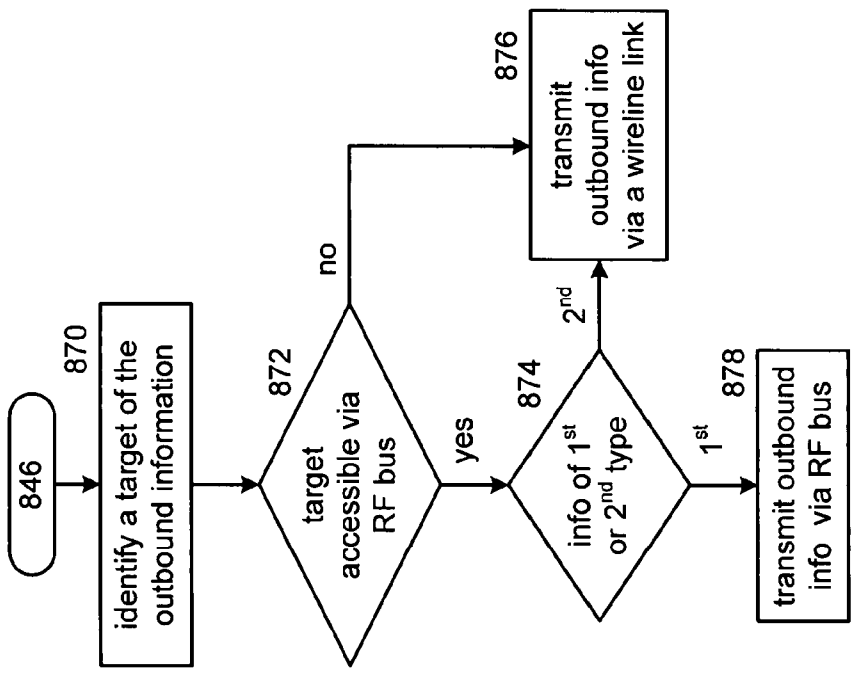 846
870
identify a target of the
outbound information
872
target
accessible via
RF bus
no
yes
874
info of 1st
or 2nd type
2nd
1st
876
transmit
outbound info
via a wireline link
878
transmit outbound
info via RF bus